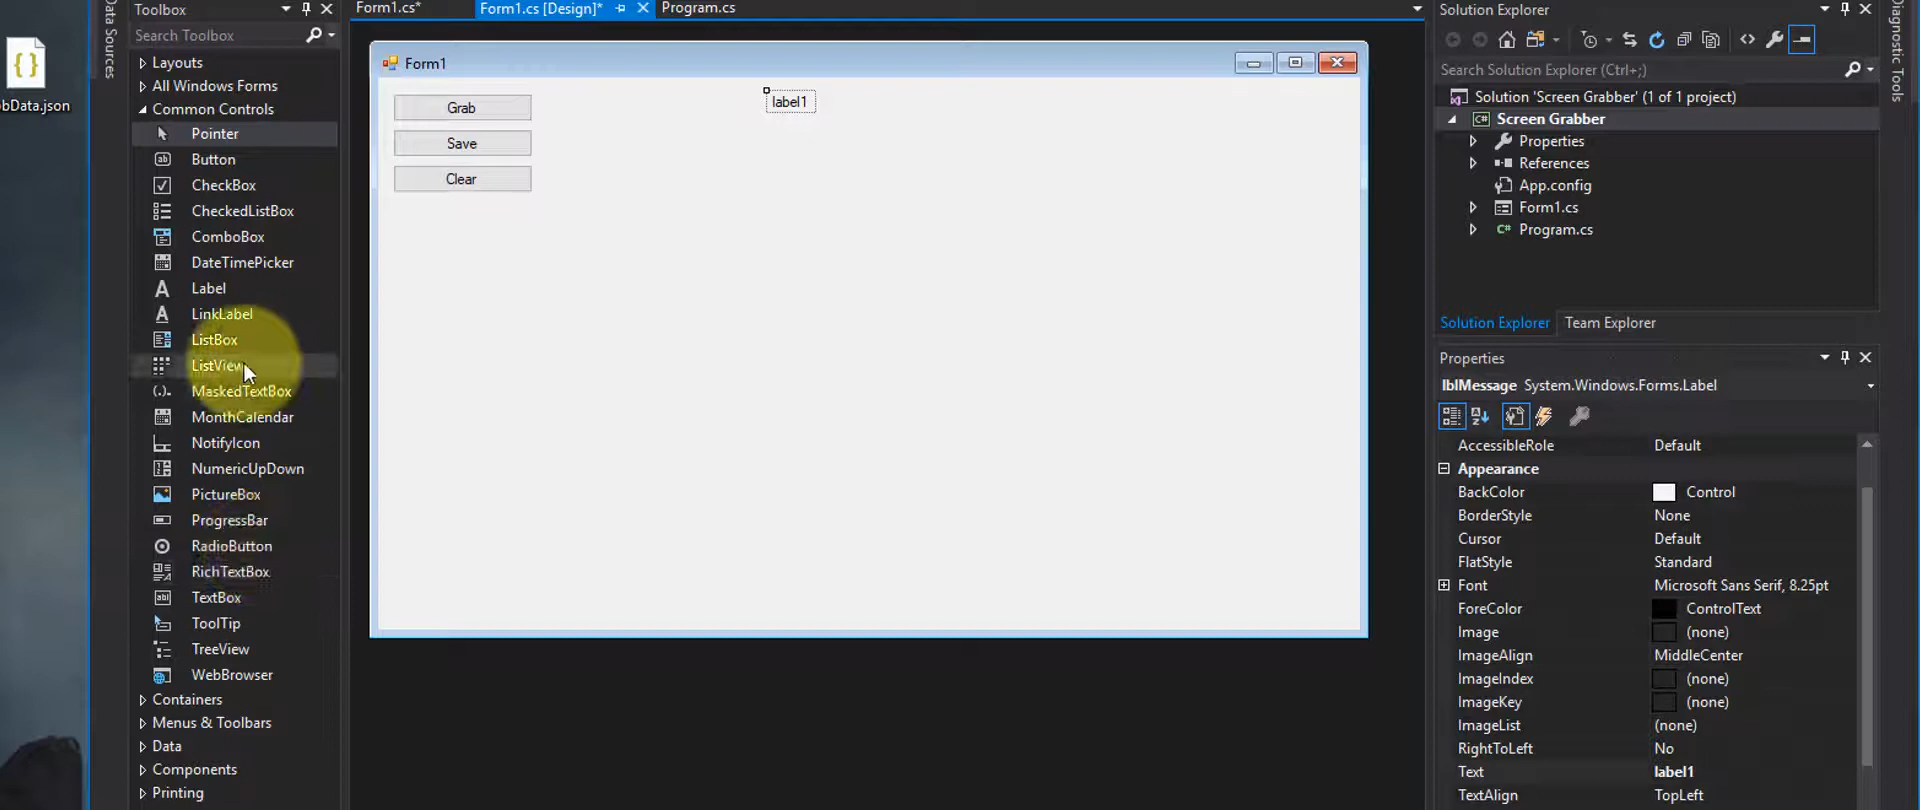 bData.json
Data Sources
Toolbox
Search Toolbox
Layouts
All Windows Forms
Common Controls
Pointer
Button
CheckBox
CheckedListBox
ComboBox
DateTimePicker
Label
LinkLabel
ListBox
ListView
MaskedTextBox
MonthCalendar
NotifyIcon
NumericUpDown
PictureBox
ProgressBar
RadioButton
RichTextBox
TextBox
ToolTip
TreeView
WebBrowser
Containers
Menus & Toolbars
Data
Components
Printing
Form1.cs*
Form1.cs [Design]*
Program.cs
Form1
Grab
Save
Clear
label1
Solution Explorer
Search Solution Explorer (Ctrl+;)
Solution 'Screen Grabber' (1 of 1 project)
Screen Grabber
Properties
References
App.config
Form1.cs
Program.cs
Solution Explorer Team Explorer
Properties
lblMessage System.Windows.Forms.Label
AccessibleRole Default
Appearance
BackColor Control
BorderStyle None
Cursor Default
FlatStyle Standard
Font Microsoft Sans Serif, 8.25pt
ForeColor ControlText
Image (none)
ImageAlign MiddleCenter
ImageIndex (none)
ImageKey (none)
ImageList (none)
RightToLeft No
Text label1
TextAlign TopLeft
Diagnostic Tools